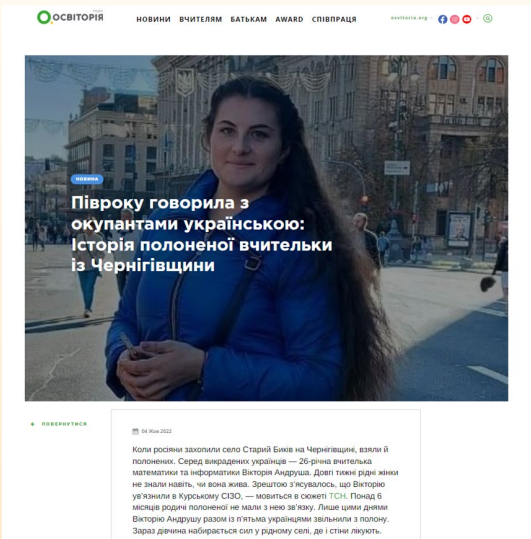 ОСВІТОРІЯ
НОВИНИ ВЧИТЕЛЯМ БАТЬКАМ AWARD СПІВПРАЦЯ
osvitoria.org
НОВИНА
Півроку говорила з
окупантами українською:
Історія полоненої вчительки
із Чернігівщини
ПОВЕРНУТИСЯ
04 Жов 2022
Коли росіяни захопили село Старий Биків на Чернігівщині, взяли й
полонених. Серед викрадених українців — 26-річна вчителька
математики та інформатики Вікторія Андруша. Довгі тижні рідні жінки
не знали навіть, чи вона жива. Зрештою з'ясувалось, що Вікторію
ув'язнили в Курському СІЗО, — мовиться в сюжеті ТСН. Понад 6
місяців родичі полоненої не мали з нею зв'язку. Лише цими днями
Вікторію Андрушу разом із п'ятьма українцями звільнили з полону.
Зараз дівчина набирається сил у рідному селі, де і стіни лікують.